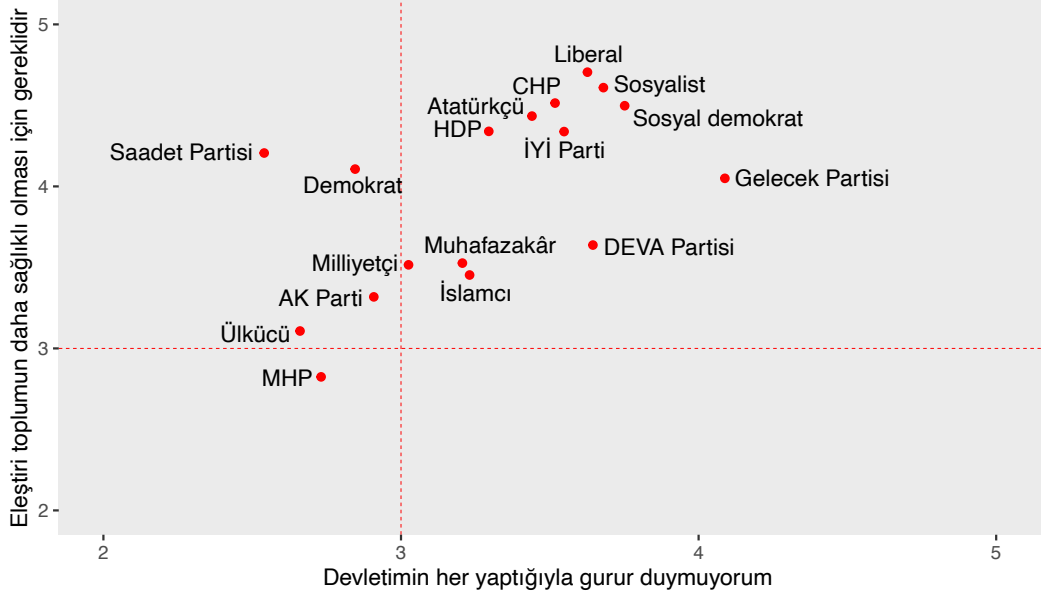 Eleştiri toplumun daha sağlıklı olması için gereklidir
5
4
3
2
Liberal
Sosyalist
CHP
Sosyal demokrat
Atatürkçü
HDP
İYİ Parti
Saadet Partisi
Demokrat
Gelecek Partisi
Muhafazakâr
DEVA Partisi
Milliyetçi
İslamcı
AK Parti
Ülkücü
MHP
2
3
4
5
Devletimin her yaptığıyla gurur duymuyorum